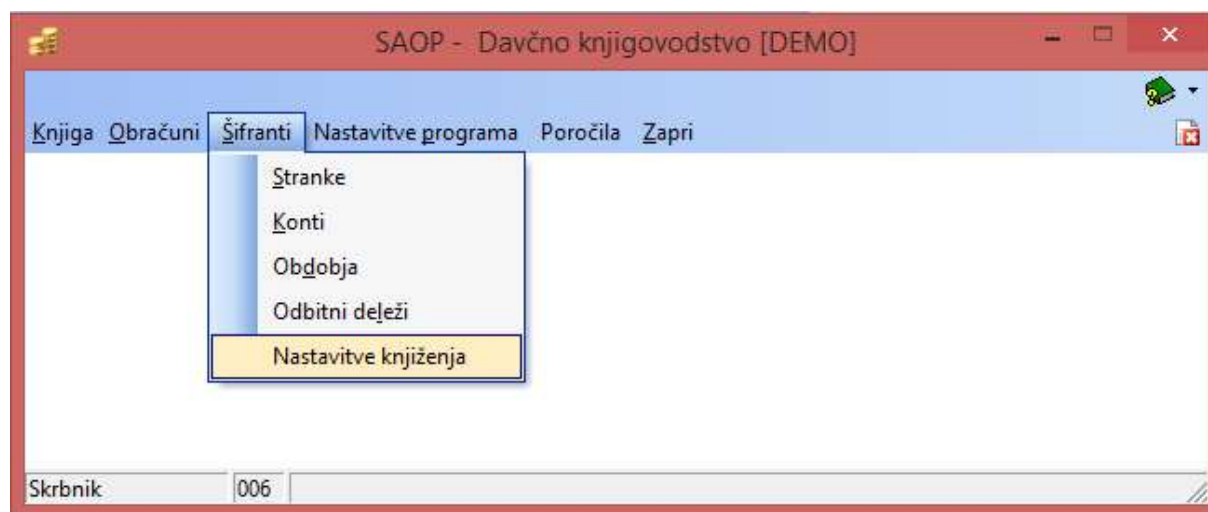 SAOP - Davčno knjigovodstvo [DEMO]
Knjiga Obračuni Šifranti Nastavitve programa Poročila Zapri
Stranke
Konti
Obdobja
Odbitni deleži
Nastavitve knjiženja
Skrbnik 006